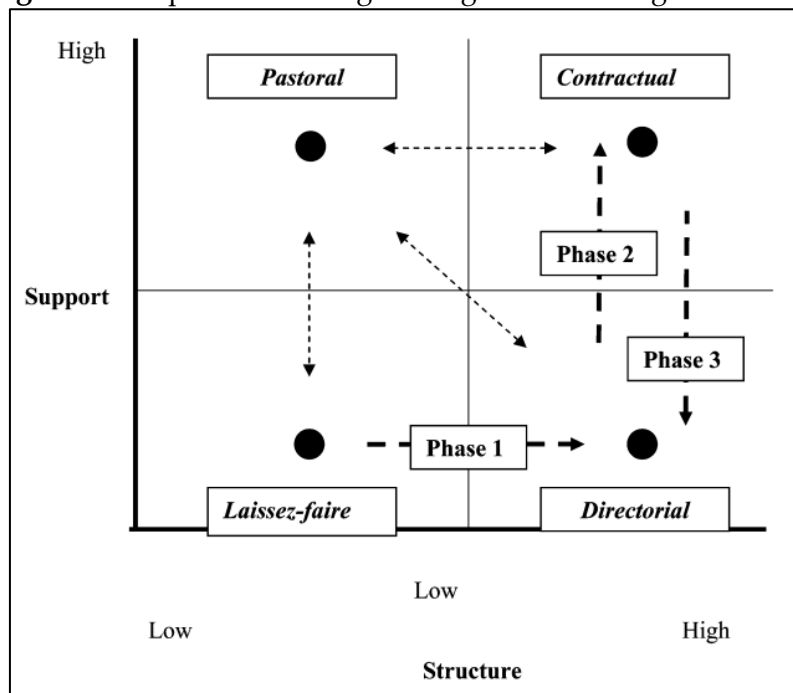 High
Pastoral
Contractual
Phase 2
Support
Phase 3
Phase 1
Laissez-faire
Directorial
Low
Low
High
Structure